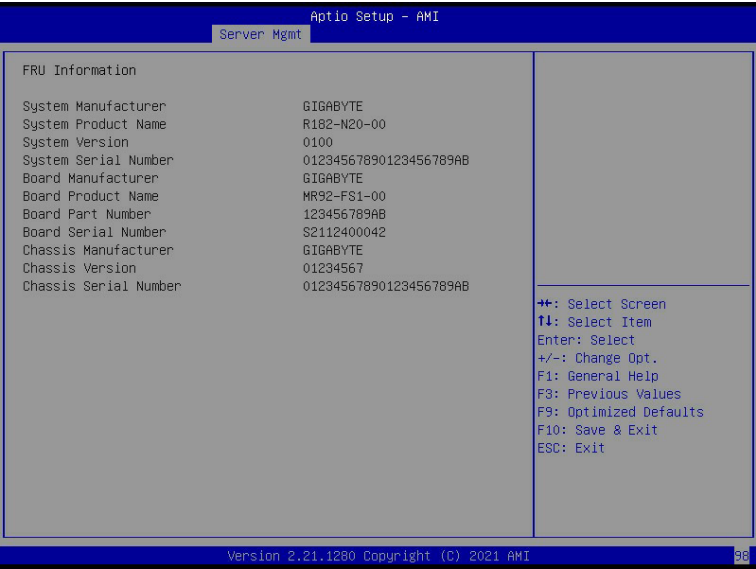 Aptio Setup – AMI
Server Mgmt
FRU Information
System Manufacturer GIGABYTE
System Product Name R182-N20-00
System Version 0100
System Serial Number 01234567890123456789AB
Board Manufacturer GIGABYTE
Board Product Name MR92-FS1-00
Board Part Number 123456789AB
Board Serial Number S2112400042
Chassis Manufacturer GIGABYTE
Chassis Version 01234567
Chassis Serial Number 01234567890123456789AB
→←: Select Screen
↑↓: Select Item
Enter: Select
+/-: Change Opt.
F1: General Help
F3: Previous Values
F9: Optimized Defaults
F10: Save & Exit
ESC: Exit
Version 2.21.1280 Copyright (C) 2021 AMI
98